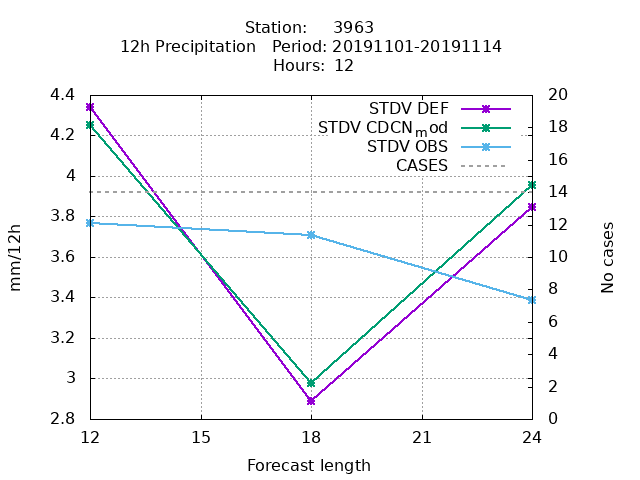 Station: 3963
12h Precipitation Period: 20191101-20191114
Hours: 12
STDV DEF
STDV CDCNmod
STDV OBS
CASES
4.4
4.2
4
3.8
3.6
3.4
3.2
3
2.8
mm/12h
20
18
16
14
12
10
8
6
4
2
0
No cases
12 15 18 21 24
Forecast length